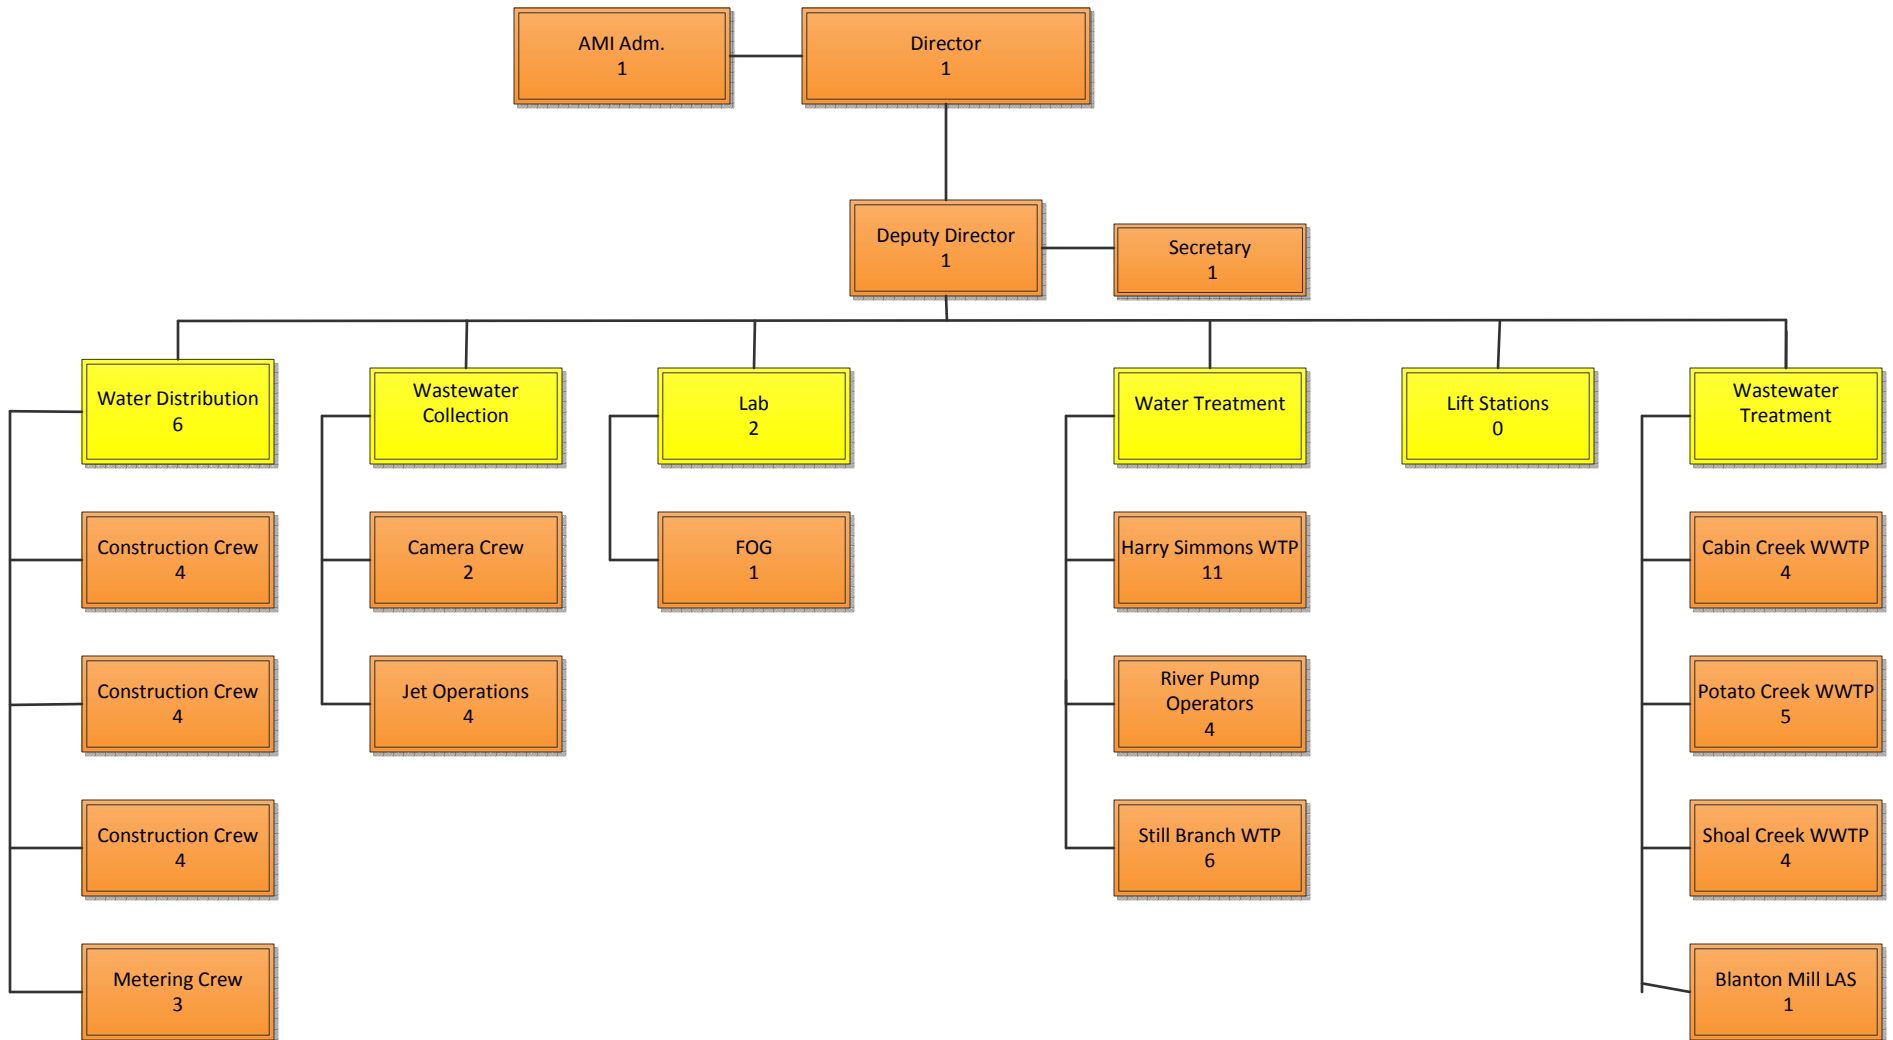 AMI Adm.
1
Director
1
Deputy Director
1
Secretary
1
Water Distribution
6
Wastewater
Collection
Lab
2
Water Treatment
Lift Stations
0
Wastewater
Treatment
Construction Crew
4
Camera Crew
2
FOG
1
Harry Simmons WTP
11
Cabin Creek WWTP
4
Construction Crew
4
Jet Operations
4
River Pump
Operators
4
Potato Creek WWTP
5
Construction Crew
4
Still Branch WTP
6
Shoal Creek WWTP
4
Metering Crew
3
Blanton Mill LAS
1